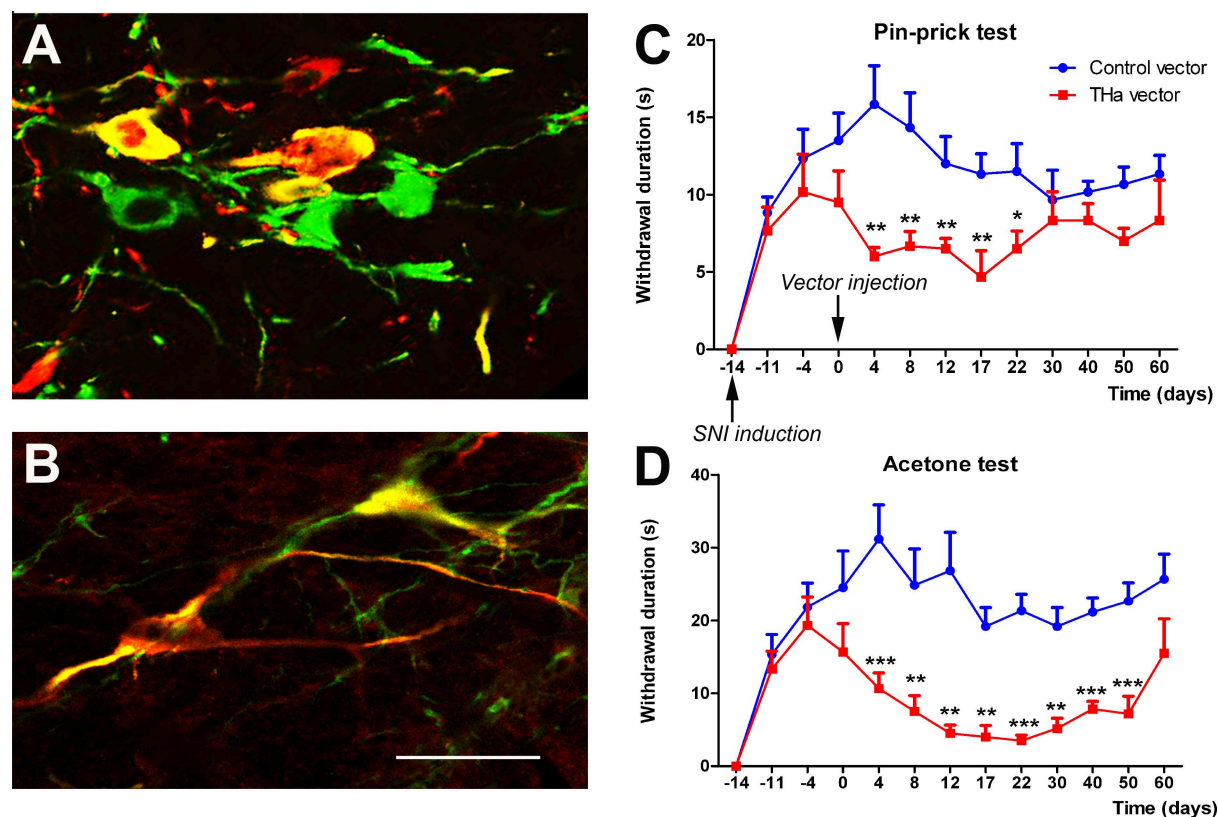 A
B
C
Pin-prick test
Control vector
THa vector
Withdrawal duration (s)
20
15
10
5
0
** ** ** ** *
Vector injection
-14 -11 -4 0 4 8 12 17 22 30 40 50 60
Time (days)
SNI induction
D
Acetone test
Withdrawal duration (s)
40
30
20
10
0
*** ** ** ** *** ** *** ***
-14 -11 -4 0 4 8 12 17 22 30 40 50 60
Time (days)